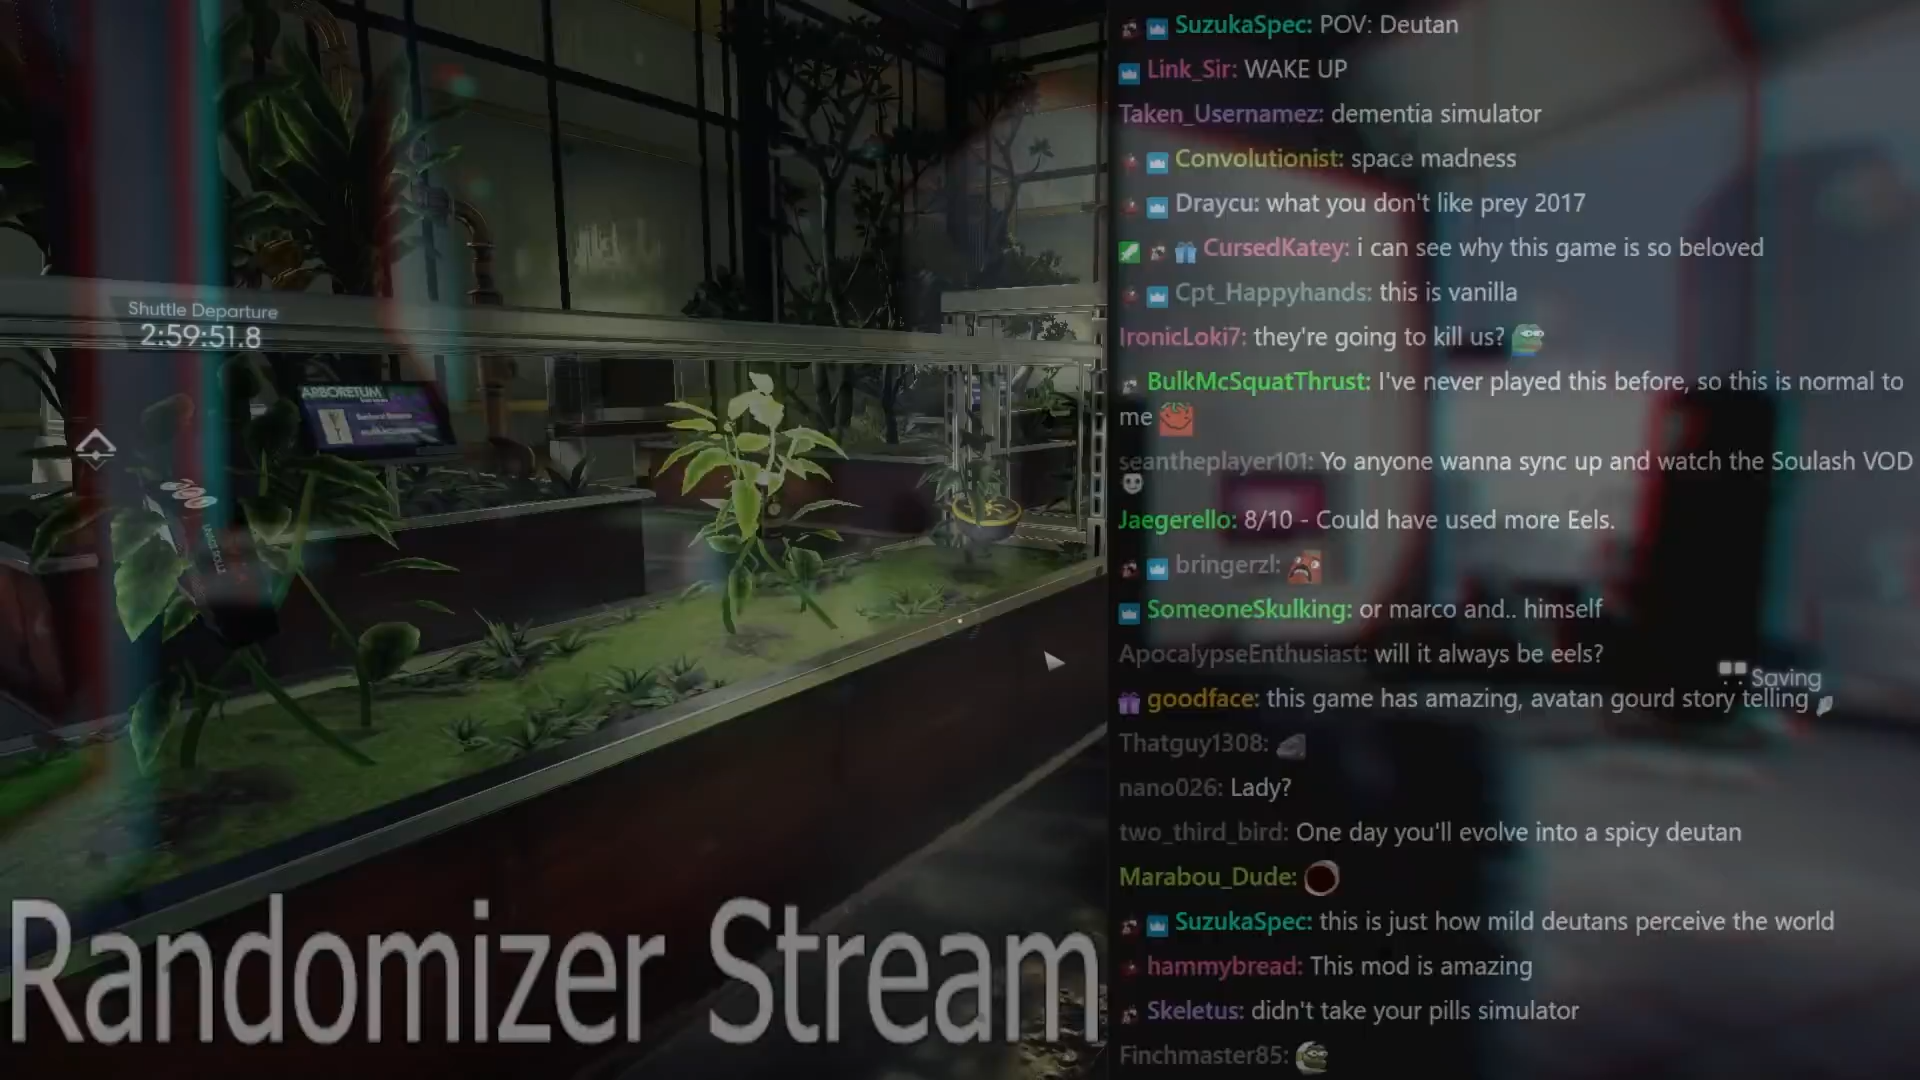 Shuttle Departure
2:59:51.8
ARBORETUM
Randomizer Stream
SuzukaSpec: POV: Deutan
Link_Sir: WAKE UP
Taken_Usernamez: dementia simulator
Convolutionist: space madness
Draycu: what you don't like prey 2017
CursedKatey: i can see why this game is so beloved
Cpt_Happyhands: this is vanilla
IronicLoki7: they're going to kill us?
BulkMcSquatThrust: I've never played this before, so this is normal to
me
seantheplayer101: Yo anyone wanna sync up and watch the Soulash VOD
Jaegerello: 8/10 - Could have used more Eels.
bringerzl:
SomeoneSkulking: or marco and.. himself
ApocalypseEnthusiast: will it always be eels?
Saving
goodface: this game has amazing, avatan gourd story telling
Thatguy1308:
nano026: Lady?
two_third_bird: One day you'll evolve into a spicy deutan
Marabou_Dude:
SuzukaSpec: this is just how mild deutans perceive the world
hammybread: This mod is amazing
Skeletus: didn't take your pills simulator
Finchmaster85: